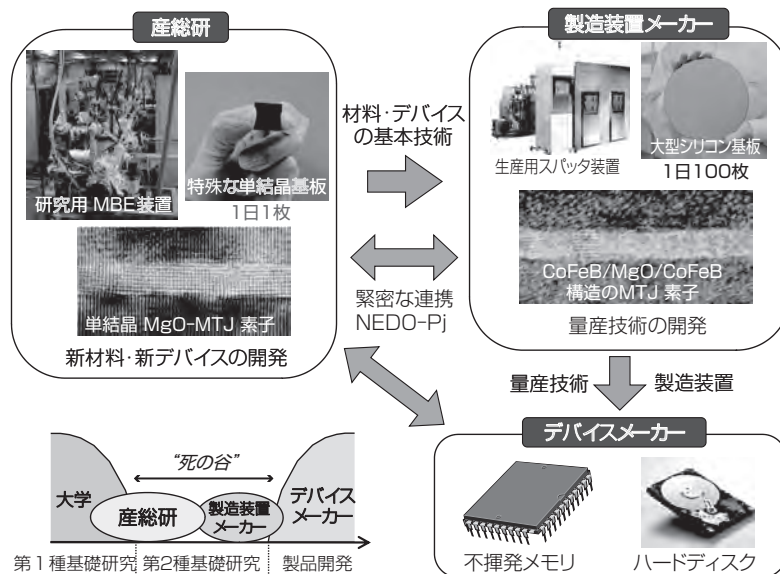 産総研
研究用 MBE装置
特殊な単結晶基板
1日1枚
単結晶 MgO-MTJ 素子
新材料・新デバイスの開発
材料・デバイス
の基本技術
緊密な連携
NEDO-Pj
製造装置メーカー
生産用スパッタ装置
大型シリコン基板
1日100枚
CoFeB/MgO/CoFeB
構造のMTJ 素子
量産技術の開発
量産技術
製造装置
デバイスメーカー
不揮発メモリ
ハードディスク
“死の谷”
大学
産総研
製造装置
メーカー
デバイス
メーカー
第1種基礎研究
第2種基礎研究
製品開発